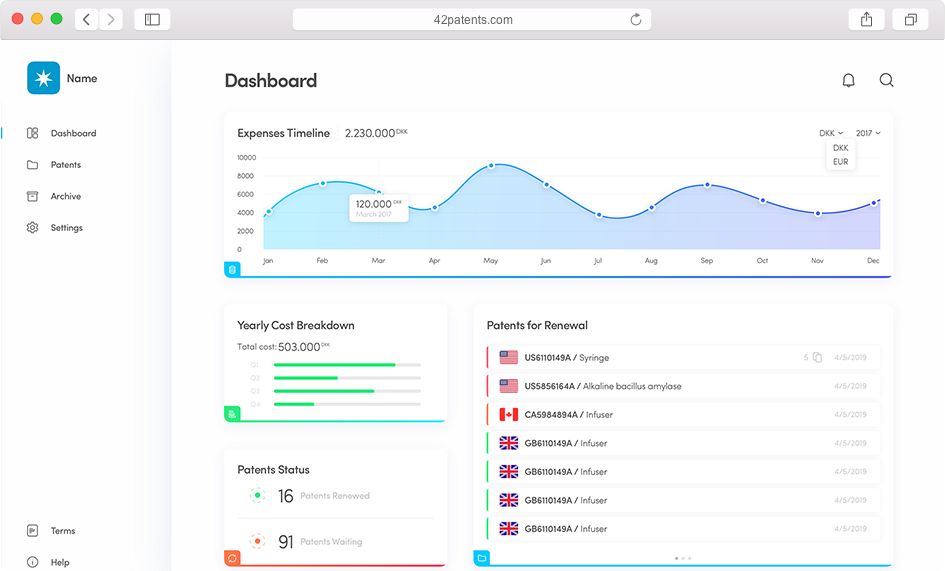 42patents.com
Name
Dashboard
Patents
Archive
Settings
Terms
Help
Dashboard
Expenses Timeline 2.230.000 DKK
DKK 2017
DKK
EUR
10000
8000
6000
4000
2000
0
120.000 DKK
March 2017
Jan Feb Mar Apr May Jun Jul Aug Sep Oct Nov Dec
Yearly Cost Breakdown
Total cost: 503.000 DKK
Q1
Q2
Q3
Q4
Patents Status
16 Patents Renewed
91 Patents Waiting
Patents for Renewal
US6110149A / Syringe 5 4/5/2019
US5856164A / Alkaline bacillus amylase 4/5/2019
CA5984894A / Infuser 4/5/2019
GB6110149A / Infuser 4/5/2019
GB6110149A / Infuser 4/5/2019
GB6110149A / Infuser 4/5/2019
GB6110149A / Infuser 4/5/2019